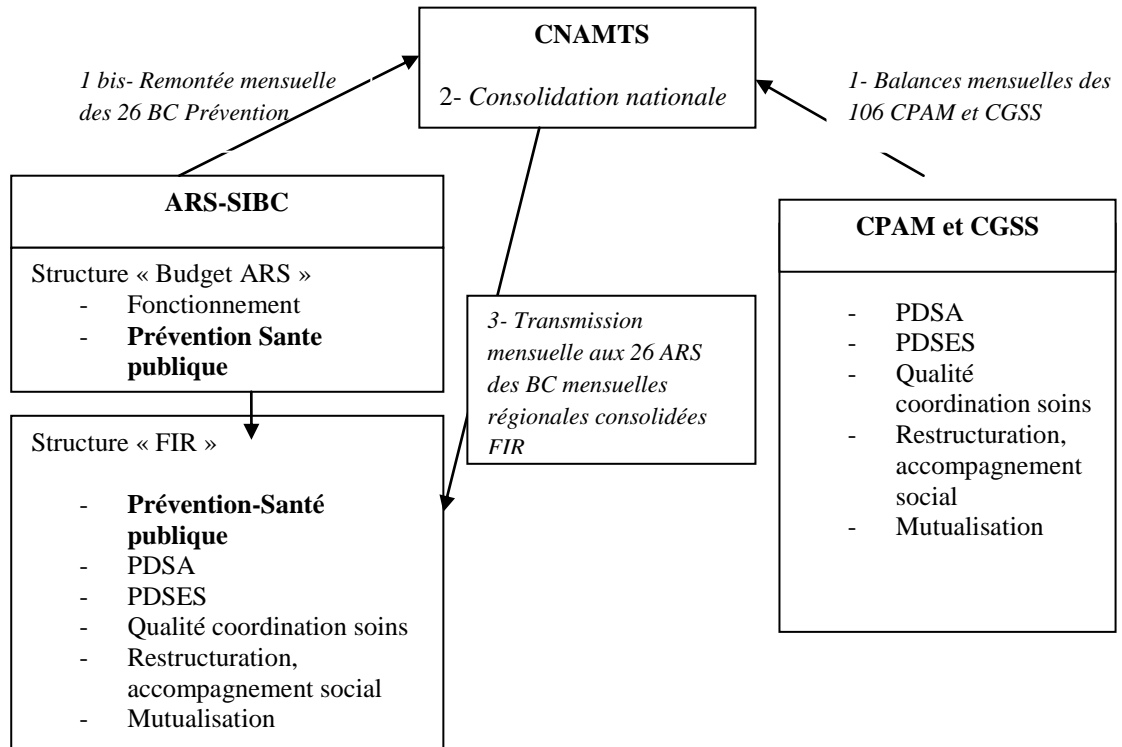 CNAMTS
2- Consolidation nationale
1 bis- Remontée mensuelle
des 26 BC Prévention
1- Balances mensuelles des
106 CPAM et CGSS
ARS-SIBC
Structure « Budget ARS »
- Fonctionnement
- Prévention Sante
publique
Structure « FIR »
- Prévention-Santé
publique
- PDSA
- PDSES
- Qualité coordination soins
- Restructuration,
accompagnement social
- Mutualisation
3- Transmission
mensuelle aux 26 ARS
des BC mensuelles
régionales consolidées
FIR
CPAM et CGSS
- PDSA
- PDSES
- Qualité
coordination soins
- Restructuration,
accompagnement
social
- Mutualisation